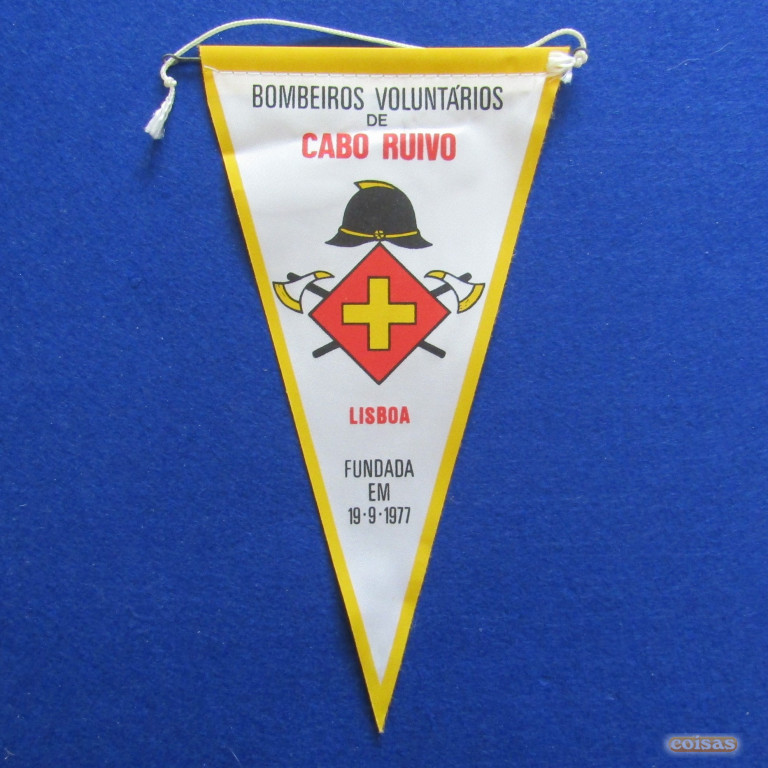 BOMBEIROS VOLUNTÁRIOS
DE
CABO RUIVO
LISBOA
FUNDADA
EM
19·9·1977
coisas